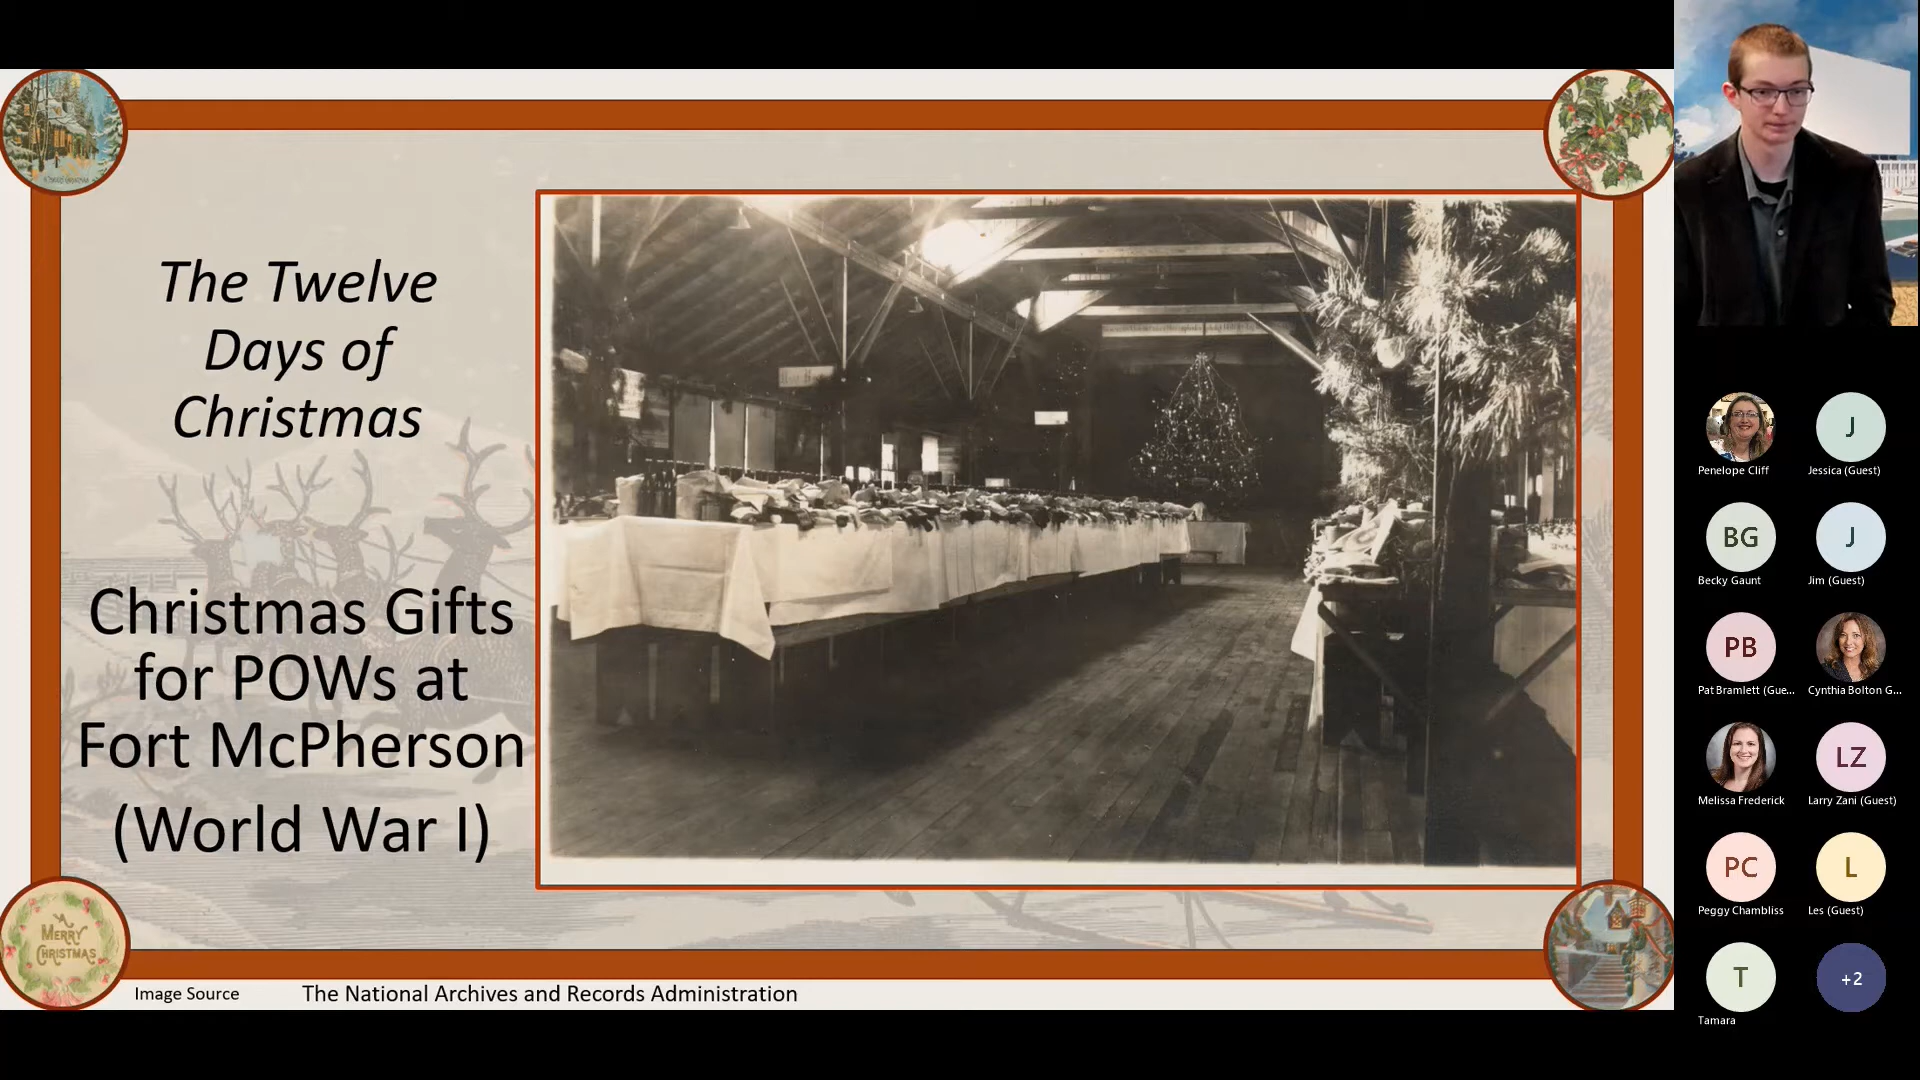 The Twelve
Days of
Christmas
Christmas Gifts
for POWs at
Fort McPherson
(World War I)
A
MERRY
CHRISTMAS
Image Source
The National Archives and Records Administration
Penelope Cliff
J
Jessica (Guest)
BG
Becky Gaunt
J
Jim (Guest)
PB
Pat Bramlett (Gue...
Cynthia Bolton G...
Melissa Frederick
LZ
Larry Zani (Guest)
PC
Peggy Chambliss
L
Les (Guest)
T
Tamara
+2